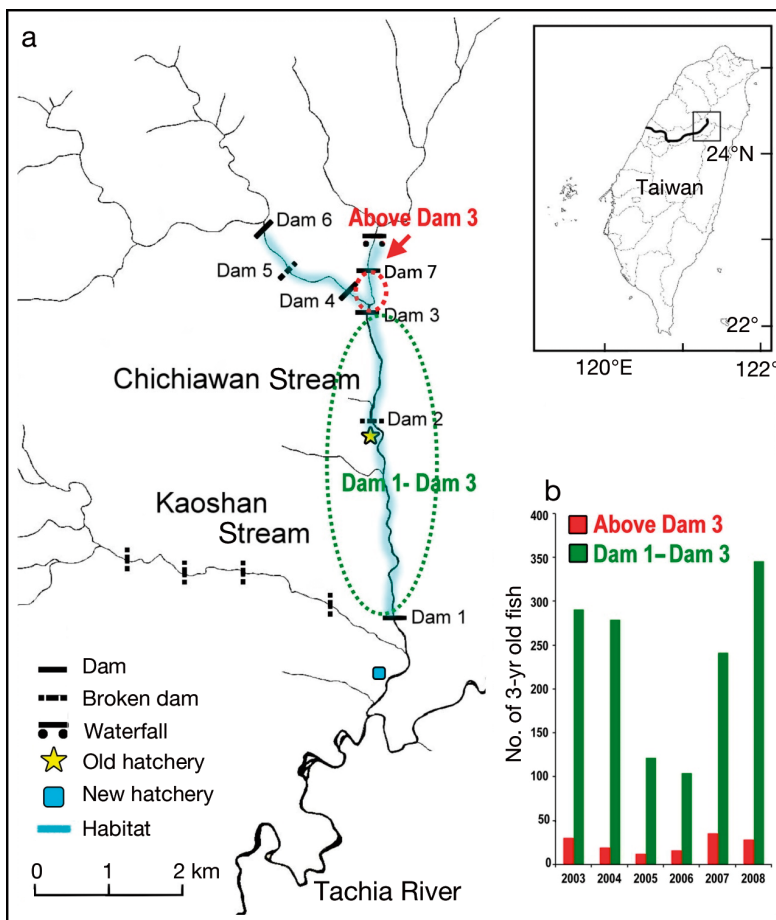 a
Dam 6
Above Dam 3
Dam 5
Dam 7
Dam 4
Dam 3
Chichiawan Stream
Dam 2
Dam 1- Dam 3
Kaoshan
Stream
Dam 1
Dam
Broken dam
Waterfall
Old hatchery
New hatchery
Habitat
0 1 2 km
Tachia River
24°N
Taiwan
22°
120°E 122°
b
Above Dam 3
Dam 1–Dam 3
No. of 3-yr old fish
400
350
300
250
200
150
100
50
0
2003 2004 2005 2006 2007 2008